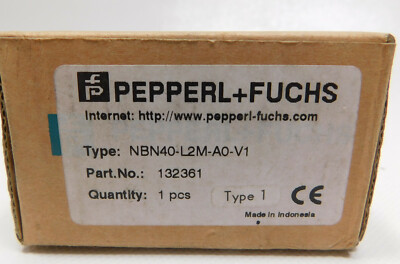 PEPPERL+FUCHS
Internet: http://www.pepperl-fuchs.com
Type: NBN40-L2M-A0-V1
Part.No.: 132361
Quantity: 1 pcs Type 1 CE
Made in Indonesia